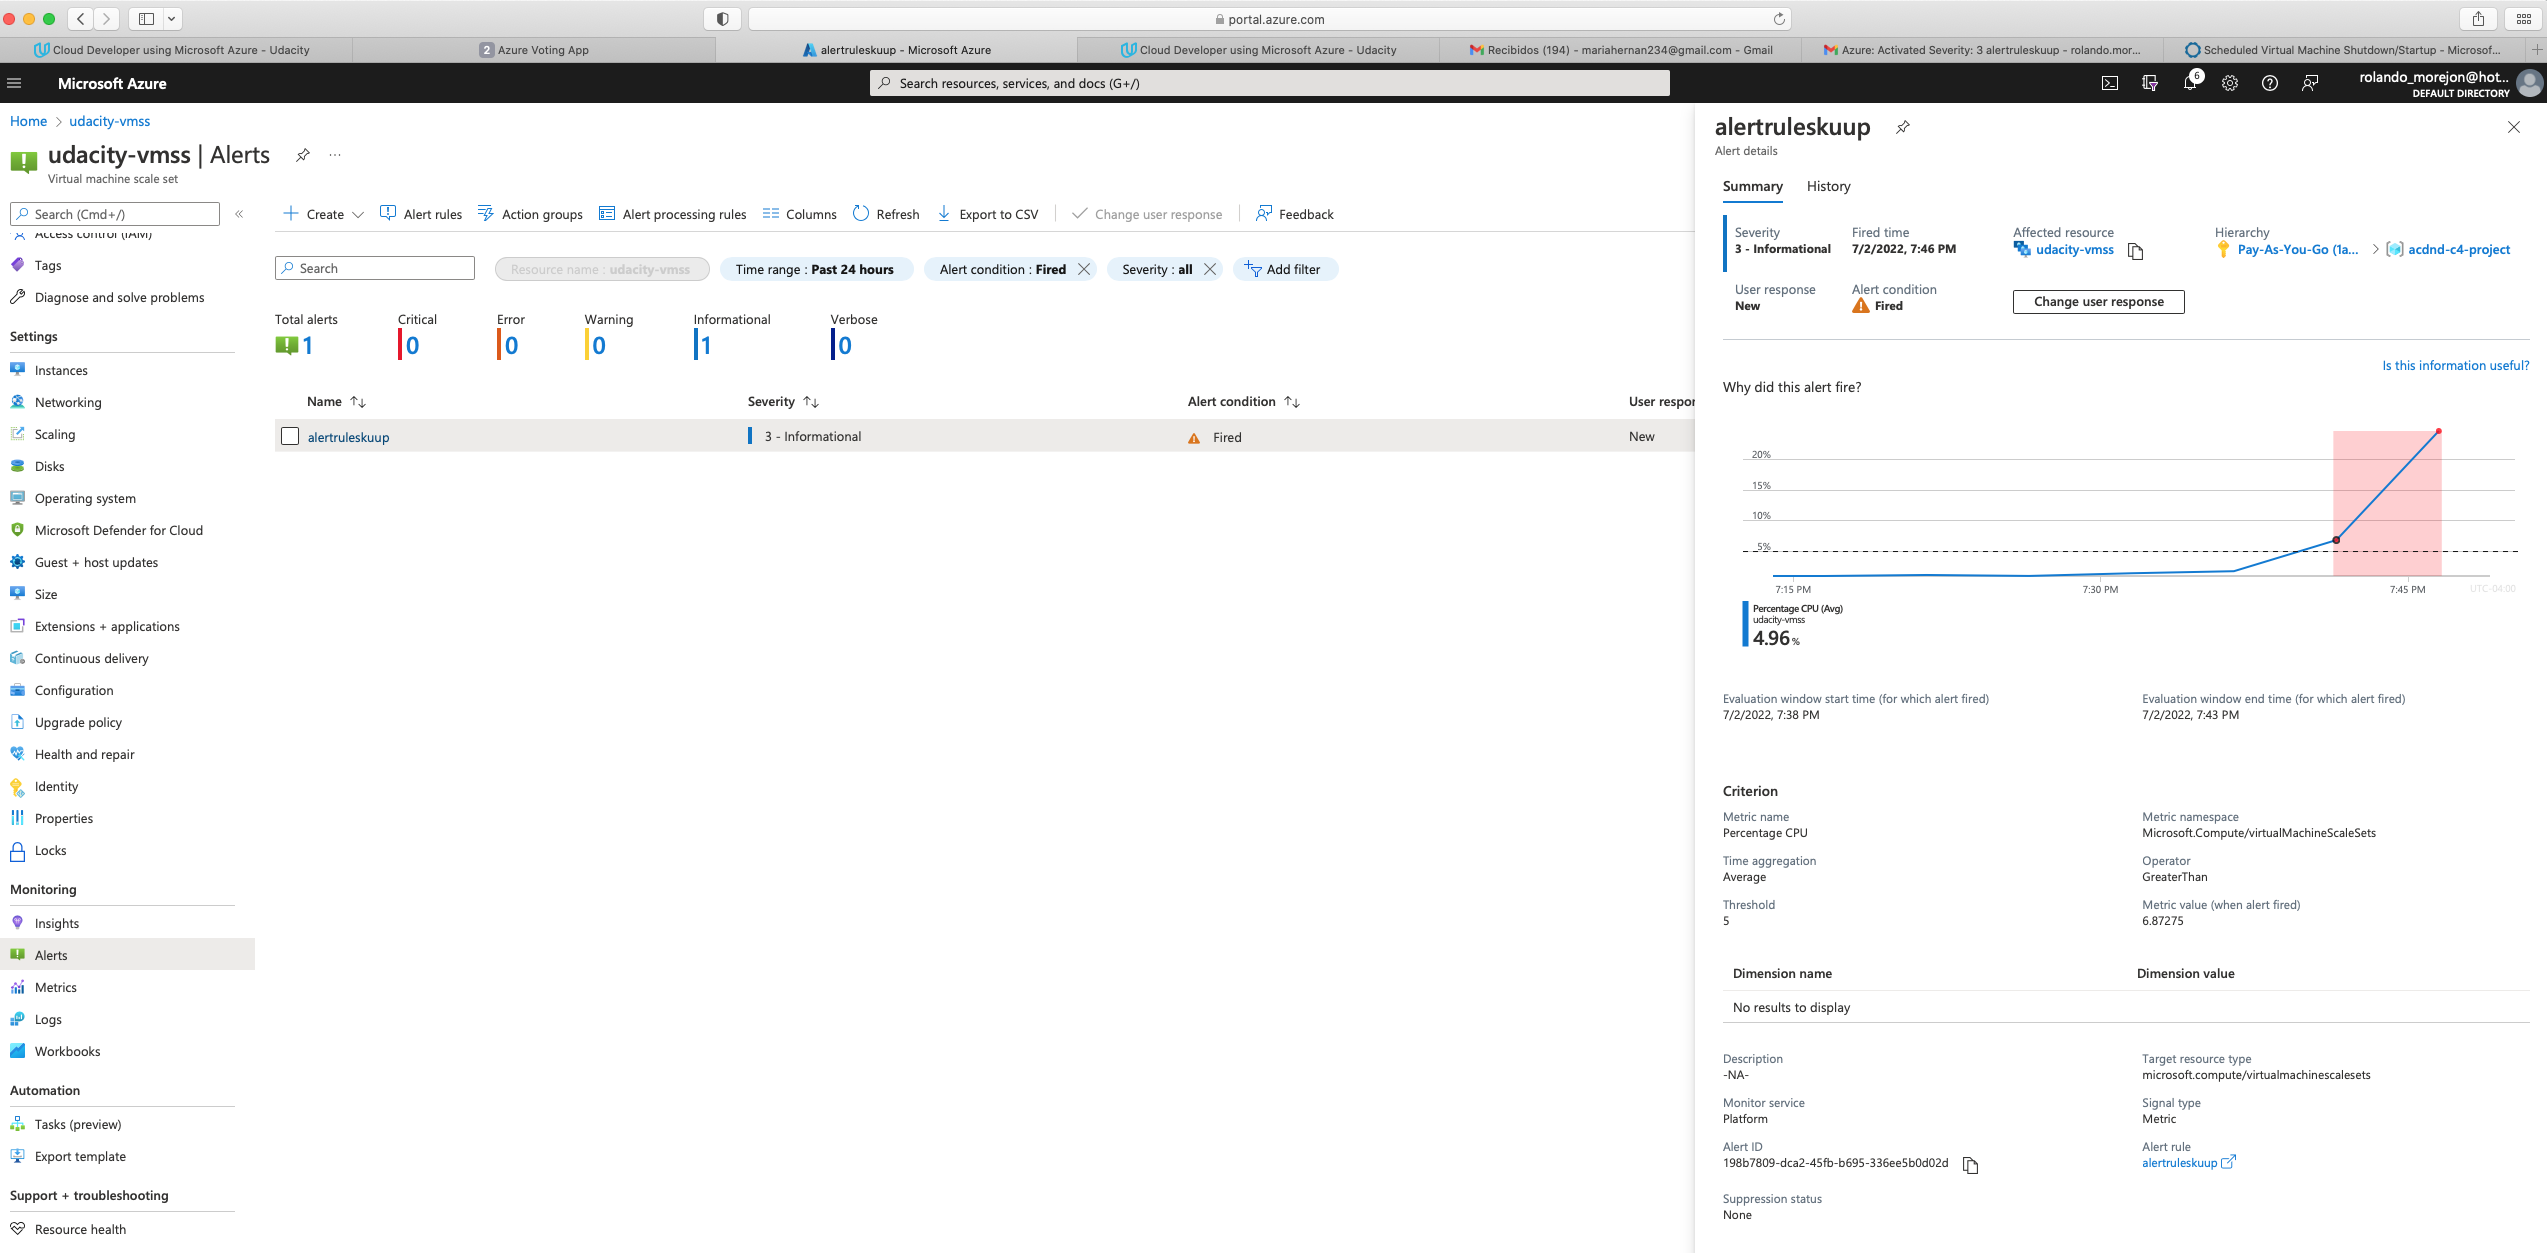 portal.azure.com
Cloud Developer using Microsoft Azure - Udacity
2 Azure Voting App
alertruleskuup - Microsoft Azure
Cloud Developer using Microsoft Azure - Udacity
Recibidos (194) - mariahernan234@gmail.com - Gmail
Azure: Activated Severity: 3 alertruleskuup - rolando.mor...
Scheduled Virtual Machine Shutdown/Startup - Microsof...
Microsoft Azure
Search resources, services, and docs (G+/)
6
rolando_morejon@hot...
DEFAULT DIRECTORY
Home > udacity-vmss
udacity-vmss | Alerts
Virtual machine scale set
Search (Cmd+/)
Access control (IAM)
Tags
Diagnose and solve problems
Settings
Instances
Networking
Scaling
Disks
Operating system
Microsoft Defender for Cloud
Guest + host updates
Size
Extensions + applications
Continuous delivery
Configuration
Upgrade policy
Health and repair
Identity
Properties
Locks
Monitoring
Insights
Alerts
Metrics
Logs
Workbooks
Automation
Tasks (preview)
Export template
Support + troubleshooting
Resource health
Create Alert rules Action groups Alert processing rules Columns Refresh Export to CSV Change user response Feedback
Search
Resource name : udacity-vmss
Time range : Past 24 hours
Alert condition : Fired
Severity : all
Add filter
Total alerts Critical Error Warning Informational Verbose
1 0 0 0 1 0
Name Severity Alert condition User respor
alertruleskuup 3 - Informational Fired New
alertruleskuup
Alert details
Summary History
Severity Fired time Affected resource Hierarchy
3 - Informational 7/2/2022, 7:46 PM udacity-vmss Pay-As-You-Go (1a... > acdnd-c4-project
User response Alert condition
New Fired
Change user response
Is this information useful?
Why did this alert fire?
20%
15%
10%
5%
7:15 PM 7:30 PM 7:45 PM UTC-04:00
Percentage CPU (Avg)
udacity-vmss
4.96 %
Evaluation window start time (for which alert fired) Evaluation window end time (for which alert fired)
7/2/2022, 7:38 PM 7/2/2022, 7:43 PM
Criterion
Metric name Metric namespace
Percentage CPU Microsoft.Compute/virtualMachineScaleSets
Time aggregation Operator
Average GreaterThan
Threshold Metric value (when alert fired)
5 6.87275
Dimension name Dimension value
No results to display
Description Target resource type
-NA- microsoft.compute/virtualmachinescalesets
Monitor service Signal type
Platform Metric
Alert ID Alert rule
198b7809-dca2-45fb-b695-336ee5b0d02d alertruleskuup
Suppression status
None